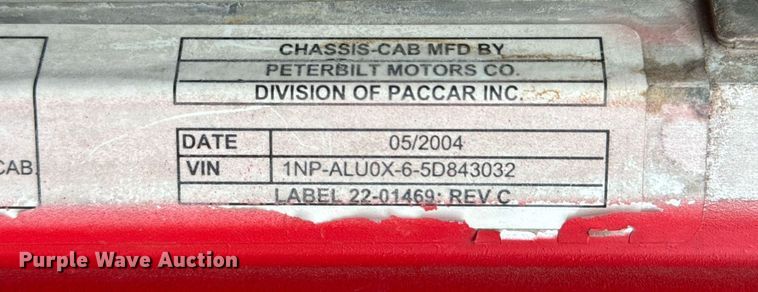 CHASSIS-CAB MFD BY
PETERBILT MOTORS CO.
DIVISION OF PACCAR INC.
DATE 05/2004
CAB. VIN 1NP-ALU0X-6-5D843032
LABEL 22-01469: REV C
Purple Wave Auction